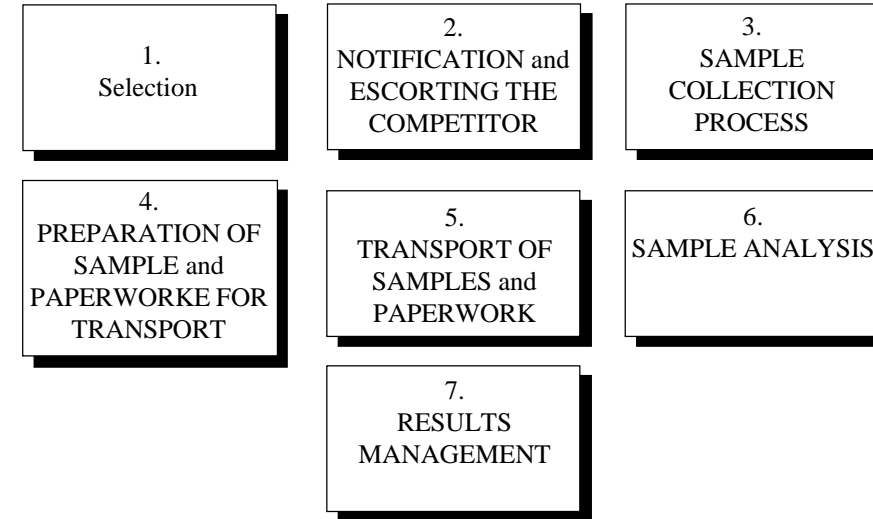 1.
Selection
2.
NOTIFICATION and
ESCORTING THE
COMPETITOR
3.
SAMPLE
COLLECTION
PROCESS
4.
PREPARATION OF
SAMPLE and
PAPERWORKE FOR
TRANSPORT
5.
TRANSPORT OF
SAMPLES and
PAPERWORK
6.
SAMPLE ANALYSIS
7.
RESULTS
MANAGEMENT